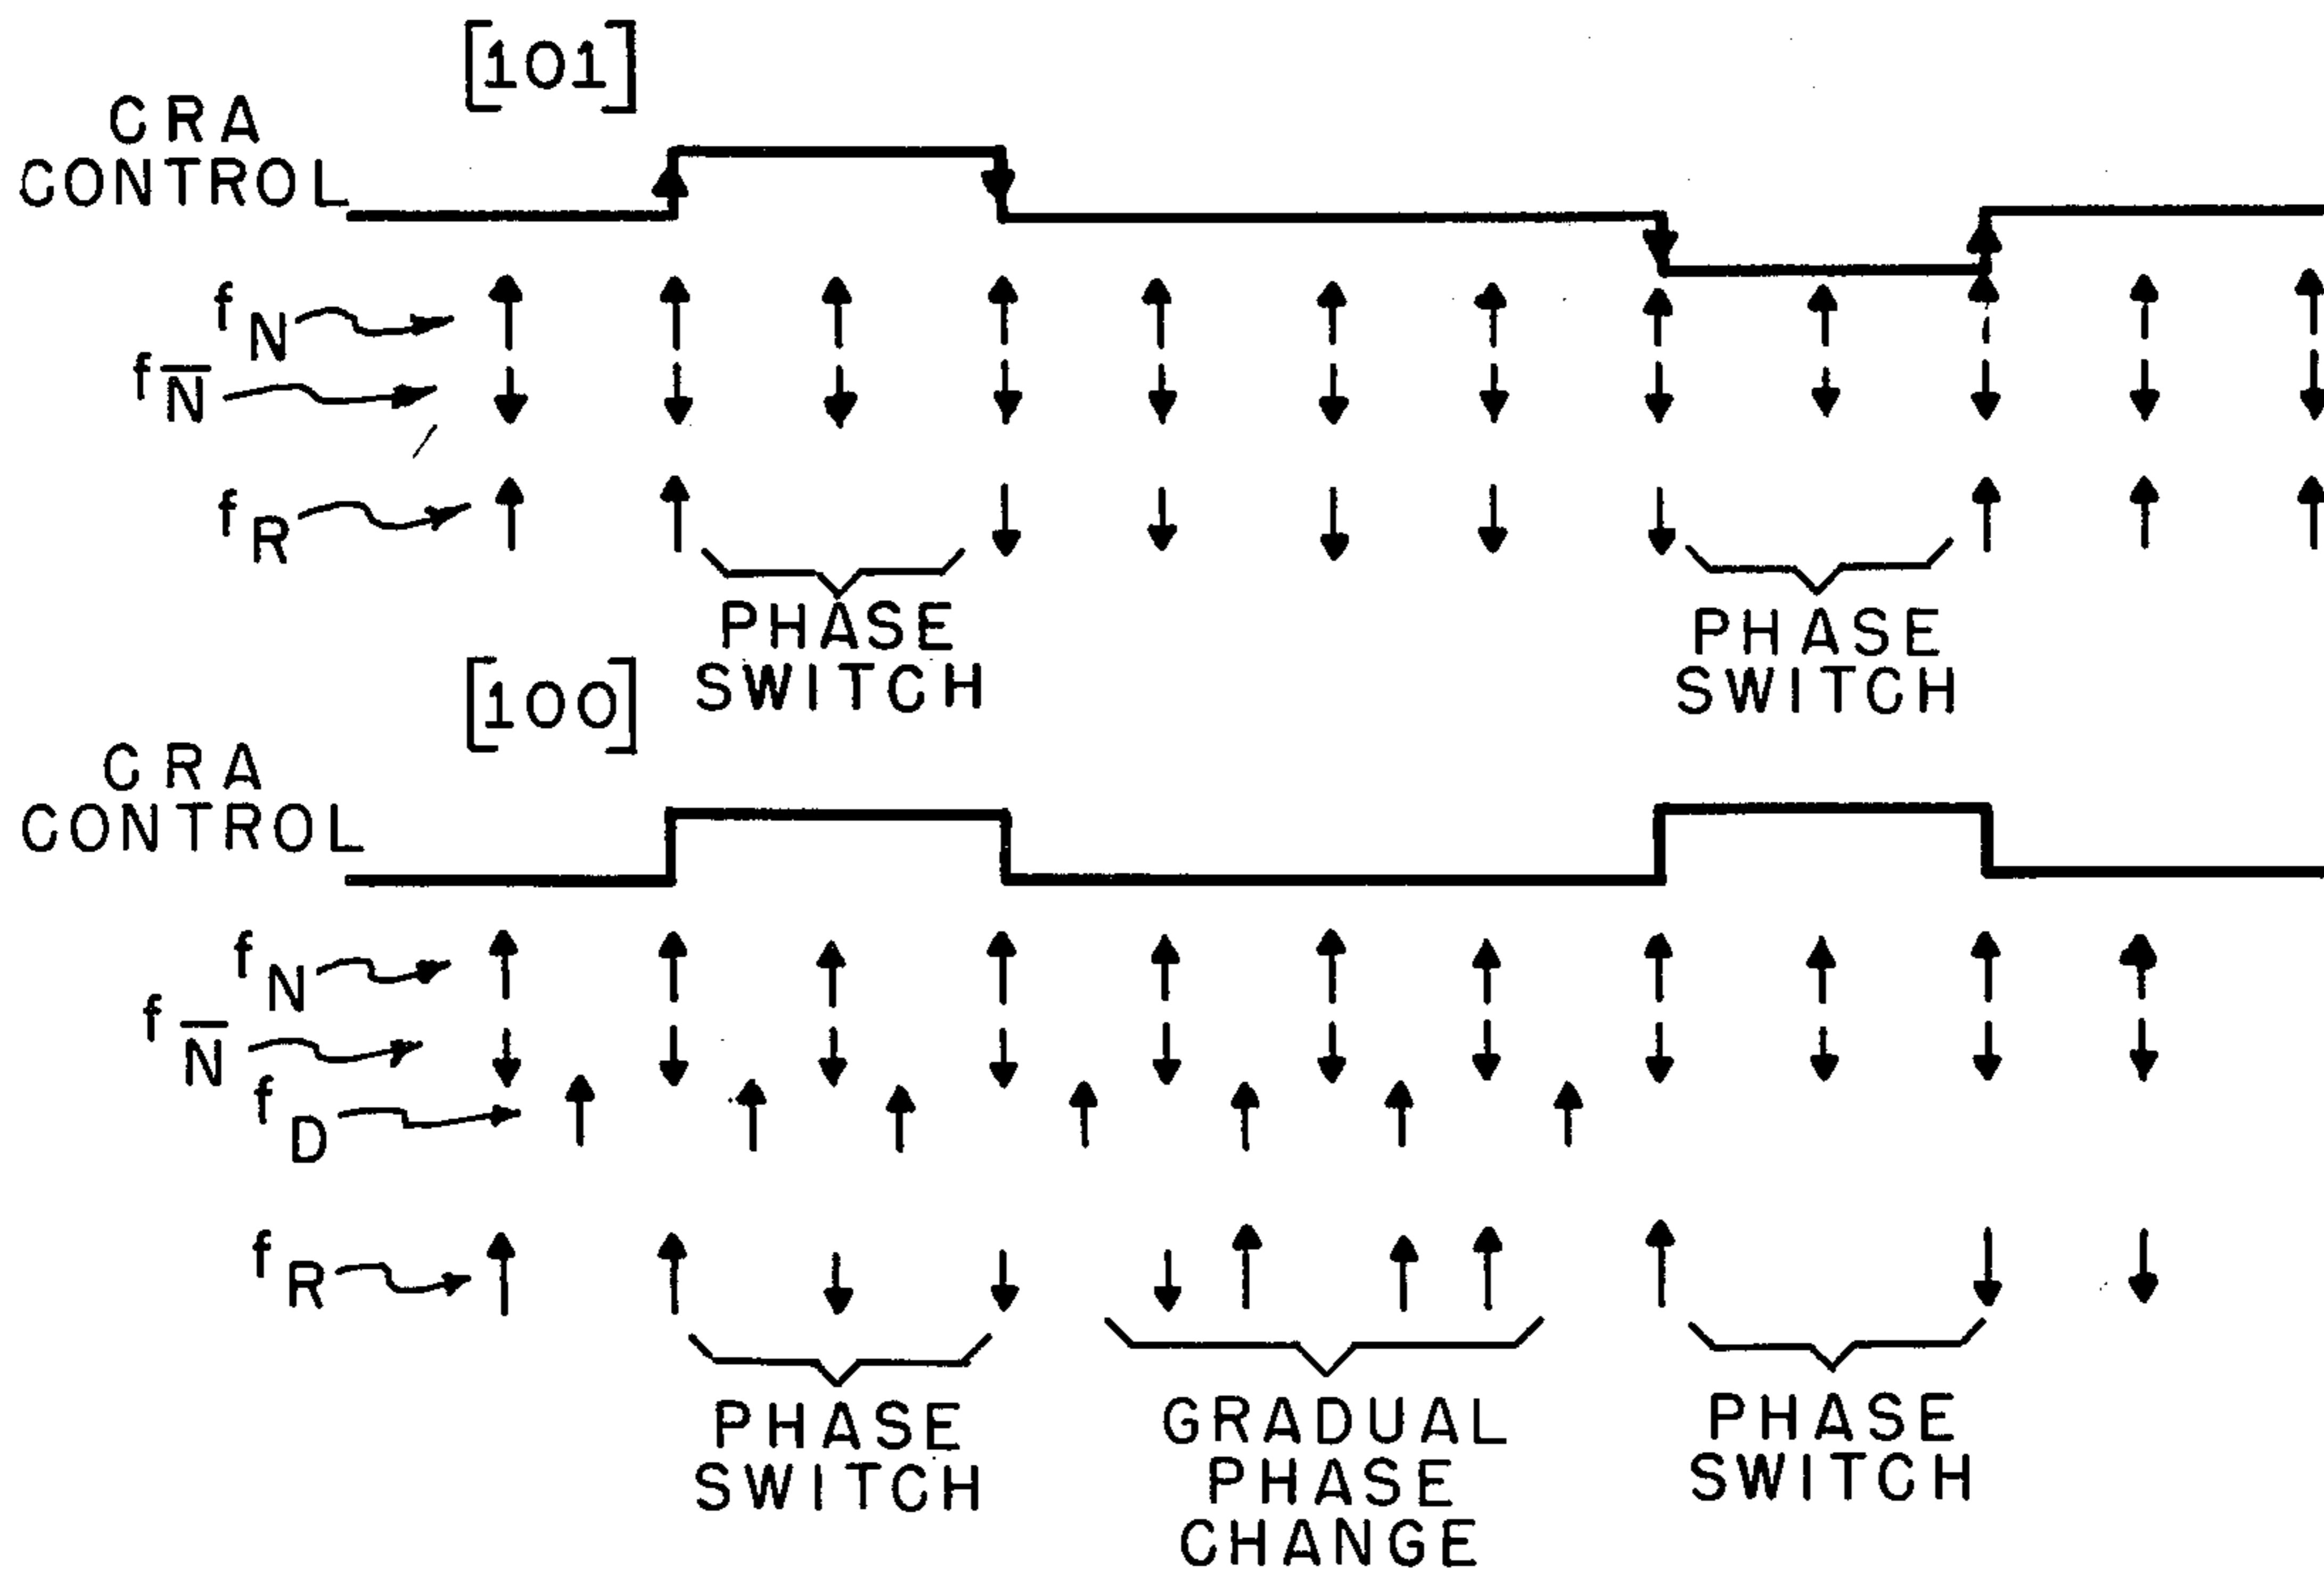 [101]
CRA
CONTROL
fN
fN̅
fR
PHASE
SWITCH
PHASE
SWITCH
[100]
CRA
CONTROL
fN
fN̅
fD
fR
PHASE
SWITCH
GRADUAL
PHASE
CHANGE
PHASE
SWITCH